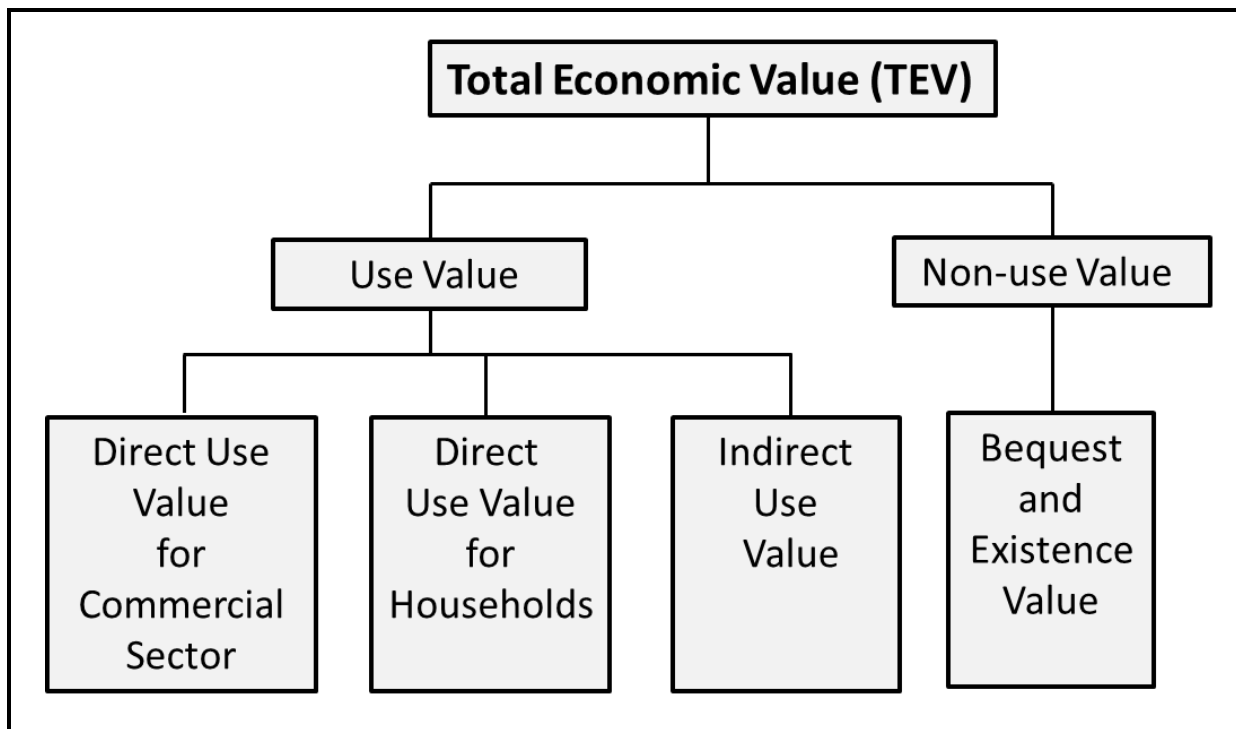 Total Economic Value (TEV)
Use Value
Non-use Value
Direct Use
Value
for
Commercial
Sector
Direct
Use Value
for
Households
Indirect
Use
Value
Bequest
and
Existence
Value